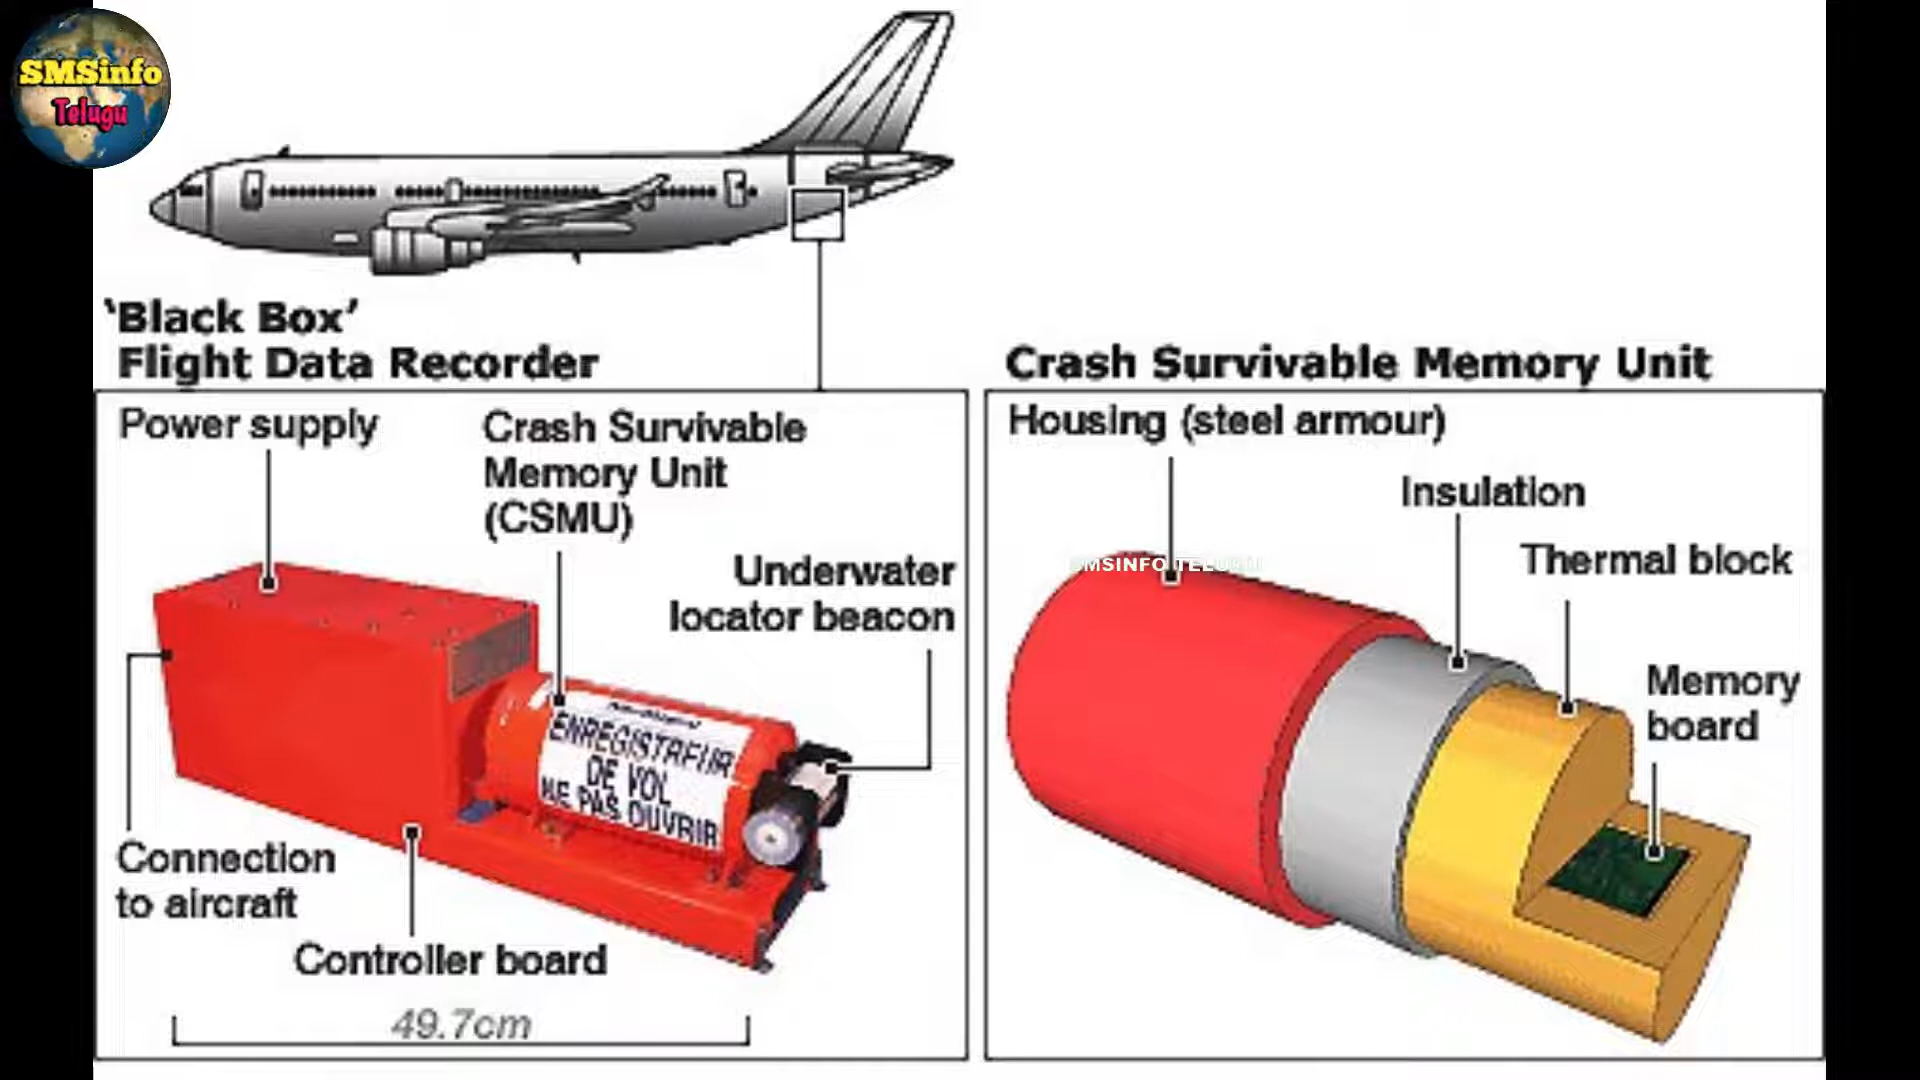 SMSinfo
Telugu
‘Black Box’
Flight Data Recorder
Power supply
Crash Survivable
Memory Unit
(CSMU)
Underwater
locator beacon
ENREGISTREUR
DE VOL
NE PAS OUVRIR
Connection
to aircraft
Controller board
49.7cm
Crash Survivable Memory Unit
Housing (steel armour)
Insulation
Thermal block
SMSINFO TELUGU
Memory
board